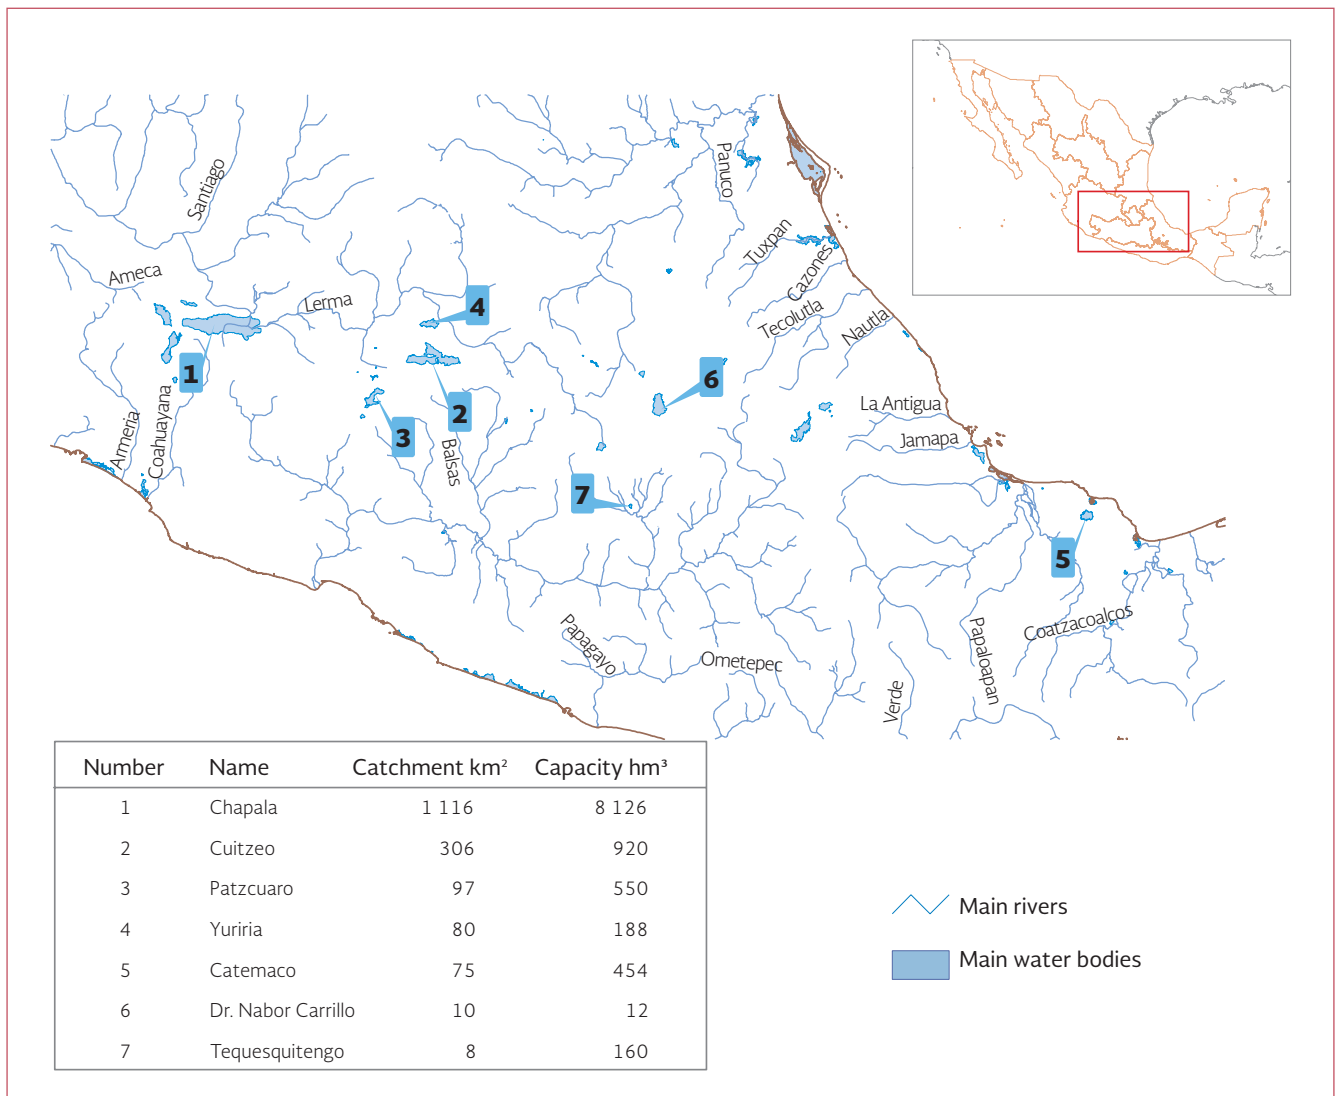 Santiago
Panuco
Ameca
Lerma
Tuxpan
Cazones
Tecolutla
Nautla
4
1
6
2
3
La Antigua
Jamapa
Armeria
Coahuayana
Balsas
7
5
Papagayo
Ometepec
Verde
Papaloapan
Coatzacoalcos
Number Name Catchment km² Capacity hm³
1 Chapala 1 116 8 126
2 Cuitzeo 306 920
3 Patzcuaro 97 550
4 Yuriria 80 188
5 Catemaco 75 454
6 Dr. Nabor Carrillo 10 12
7 Tequesquitengo 8 160
Main rivers
Main water bodies